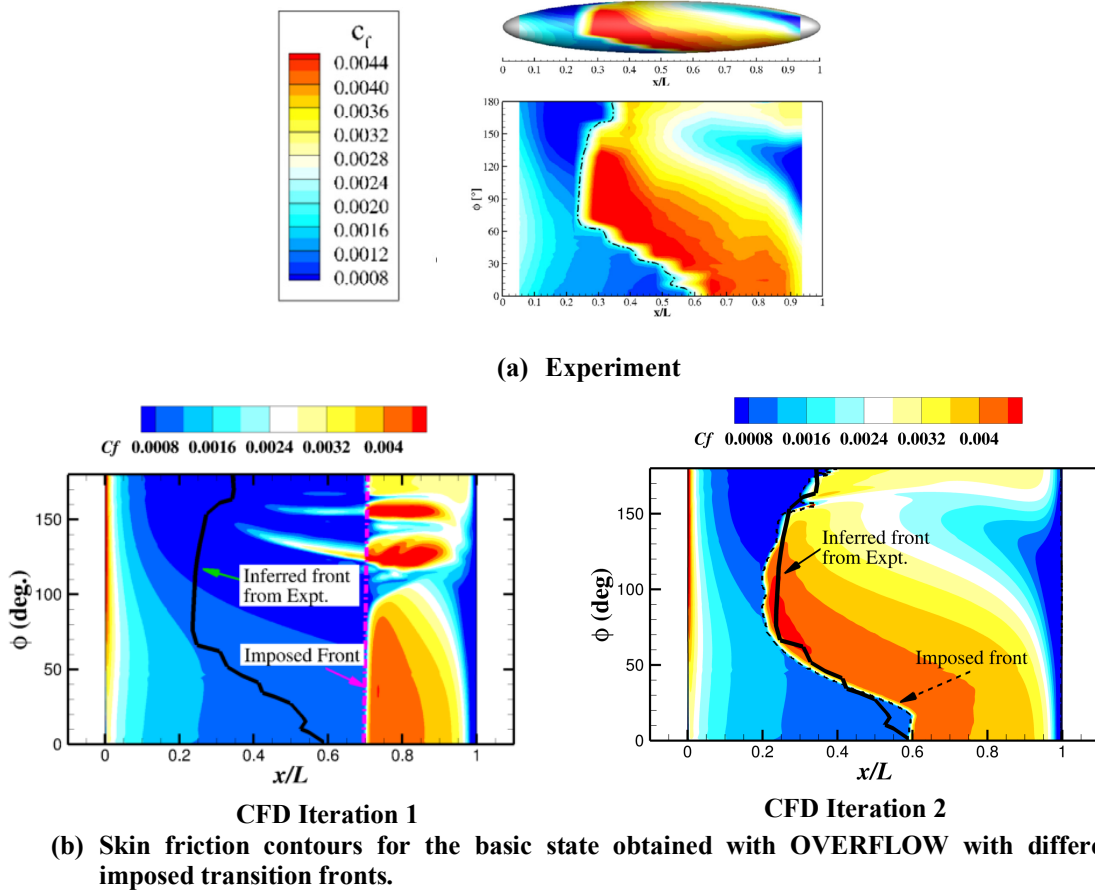 Cf
0.0044
0.0040
0.0036
0.0032
0.0028
0.0024
0.0020
0.0016
0.0012
0.0008
0 0.1 0.2 0.3 0.4 0.5 0.6 0.7 0.8 0.9 1
x/L
180
150
120
90
60
30
0
ϕ [°]
0 0.1 0.2 0.3 0.4 0.5 0.6 0.7 0.8 0.9 1
x/L
(a) Experiment
Cf 0.0008 0.0016 0.0024 0.0032 0.004
150
100
50
0
ϕ (deg.)
Inferred front
from Expt.
Imposed Front
0 0.2 0.4 0.6 0.8 1
x/L
CFD Iteration 1
Cf 0.0008 0.0016 0.0024 0.0032 0.004
150
100
50
0
ϕ (deg)
Inferred front
from Expt.
Imposed front
0 0.2 0.4 0.6 0.8 1
x/L
CFD Iteration 2
(b) Skin friction contours for the basic state obtained with OVERFLOW with differe
imposed transition fronts.